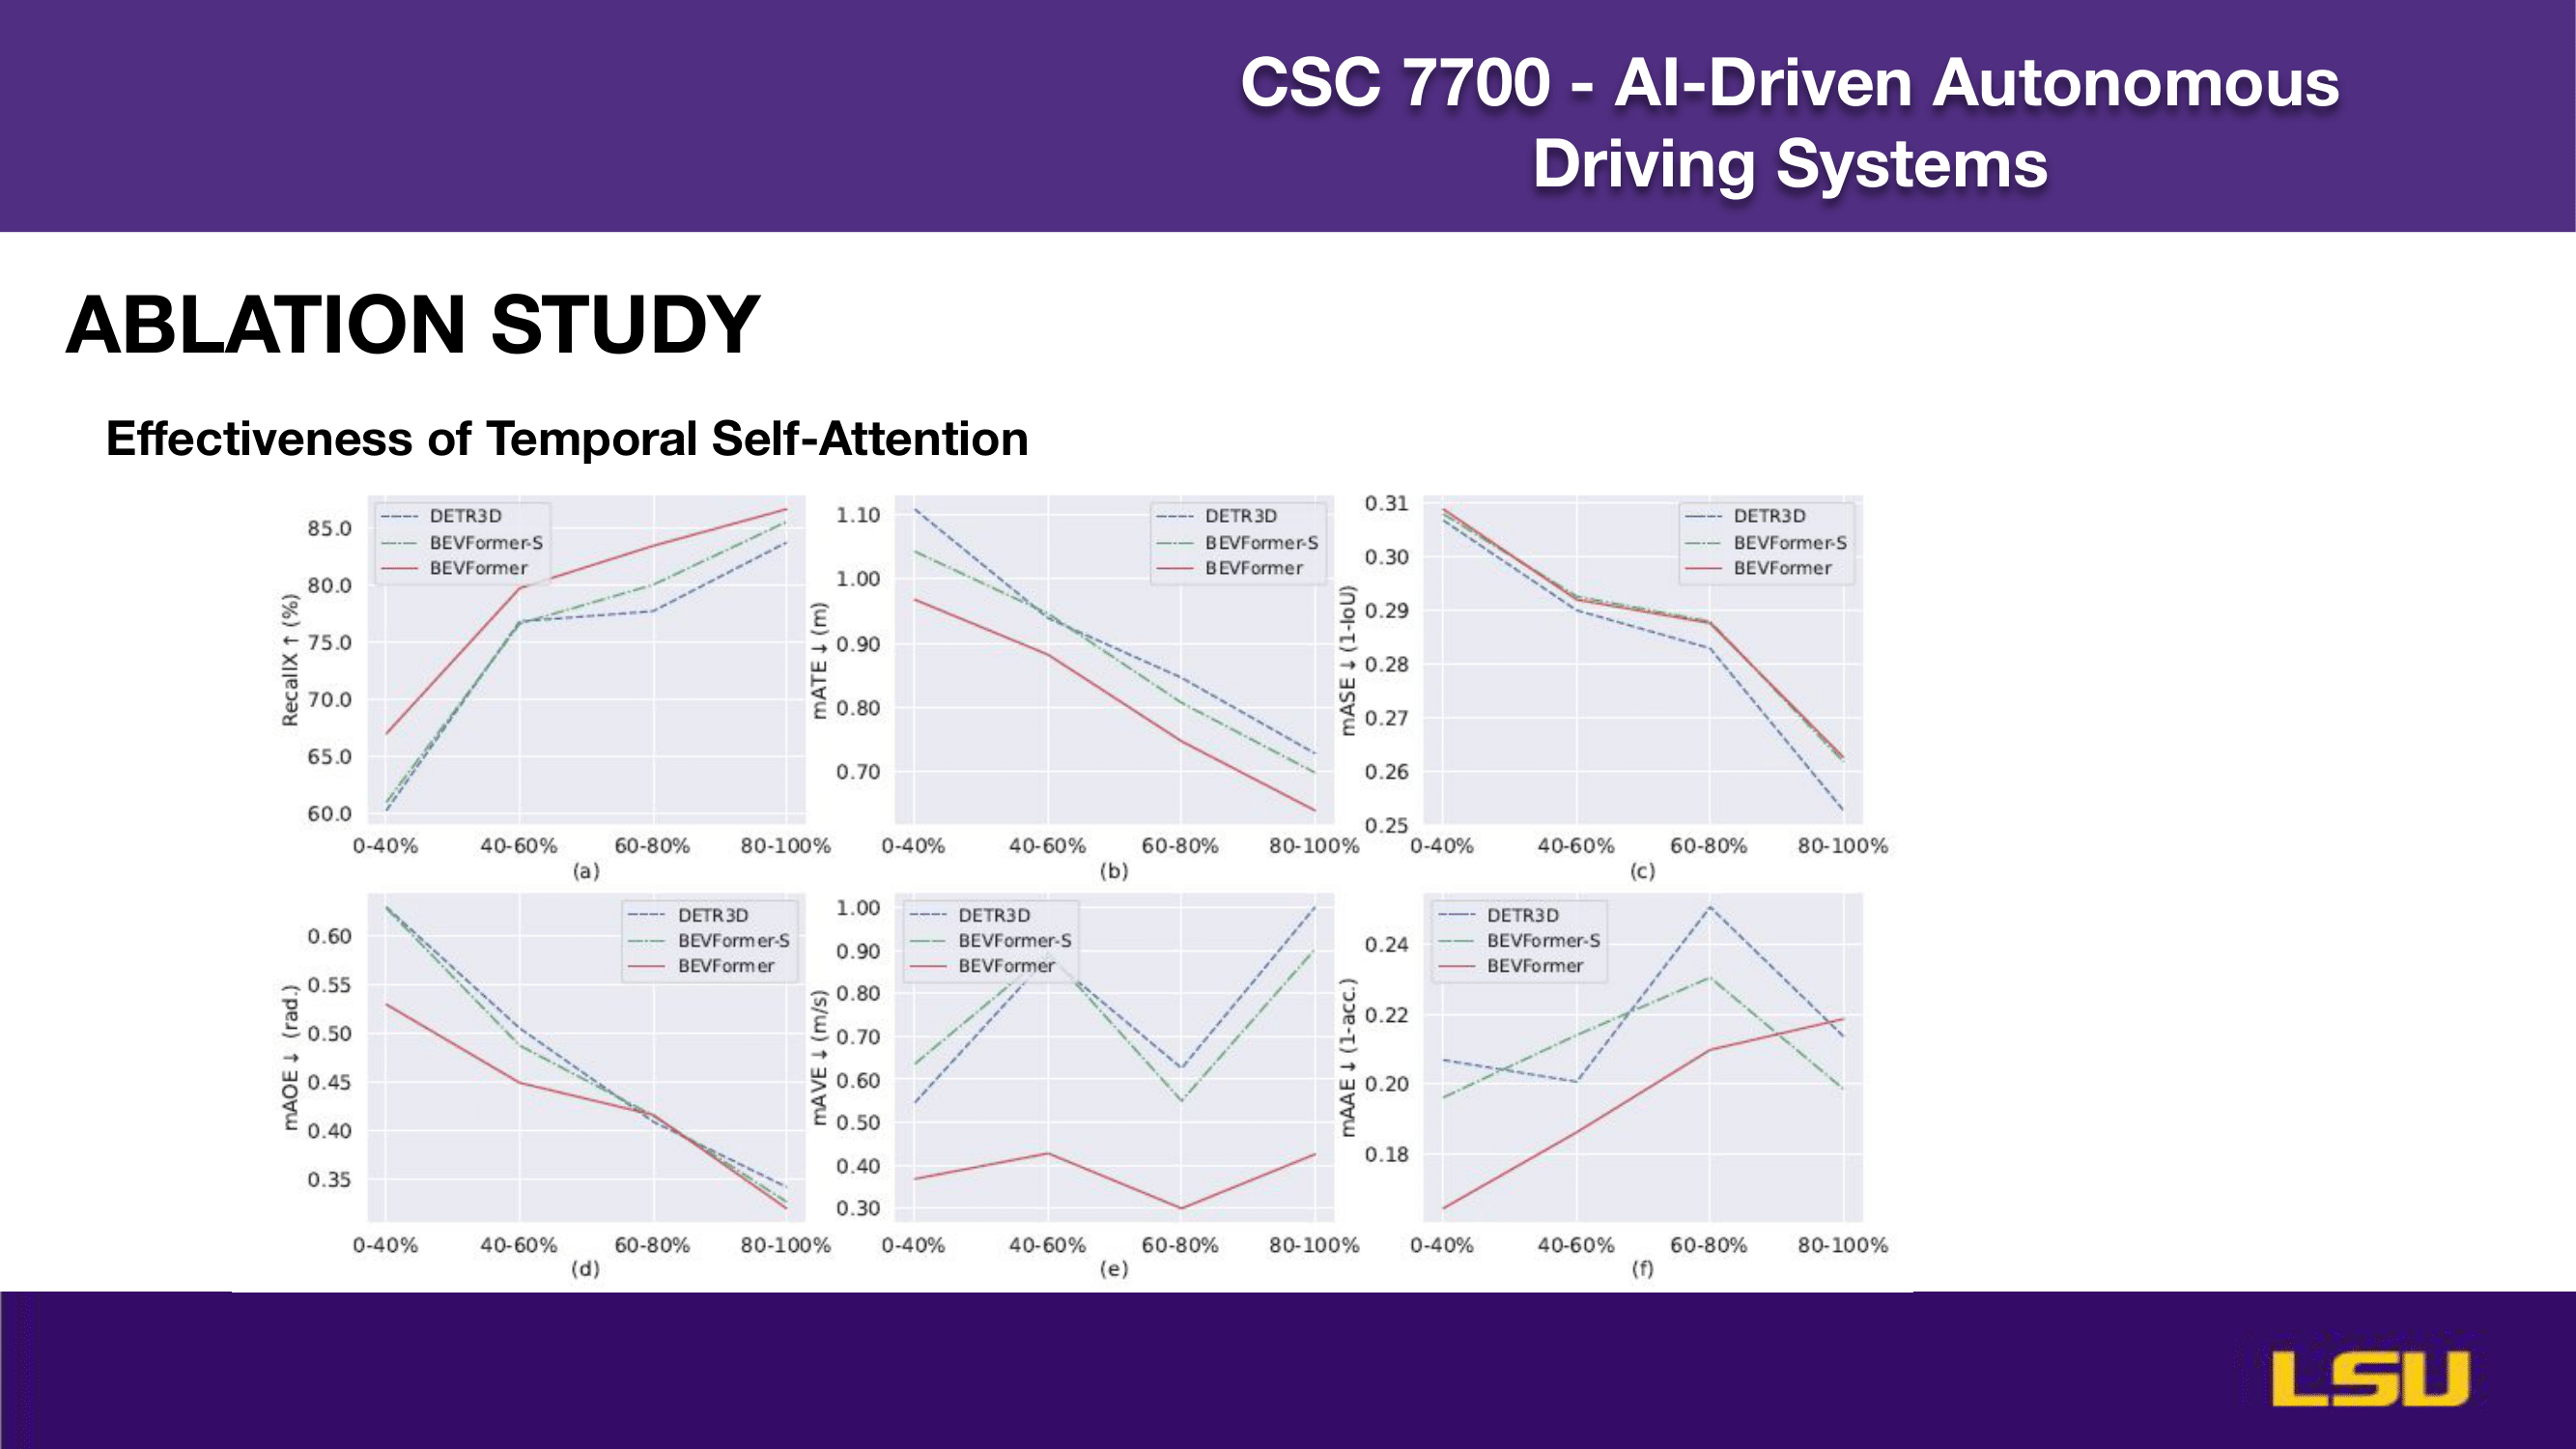 CSC 7700 - AI-Driven Autonomous
Driving Systems
ABLATION STUDY
Effectiveness of Temporal Self-Attention
RecallX ↑ (%)
85.0
80.0
75.0
70.0
65.0
60.0
DETR3D
BEVFormer-S
BEVFormer
0-40%
40-60%
60-80%
80-100%
(a)
mATE ↓ (m)
1.10
1.00
0.90
0.80
0.70
DETR3D
BEVFormer-S
BEVFormer
0-40%
40-60%
60-80%
80-100%
(b)
mASE ↓ (1-IoU)
0.31
0.30
0.29
0.28
0.27
0.26
0.25
DETR3D
BEVFormer-S
BEVFormer
0-40%
40-60%
60-80%
80-100%
(c)
mAOE ↓ (rad.)
0.60
0.55
0.50
0.45
0.40
0.35
DETR3D
BEVFormer-S
BEVFormer
0-40%
40-60%
60-80%
80-100%
(d)
mAVE ↓ (m/s)
1.00
0.90
0.80
0.70
0.60
0.50
0.40
0.30
DETR3D
BEVFormer-S
BEVFormer
0-40%
40-60%
60-80%
80-100%
(e)
mAAE ↓ (1-acc.)
0.24
0.22
0.20
0.18
DETR3D
BEVFormer-S
BEVFormer
0-40%
40-60%
60-80%
80-100%
(f)
LSU